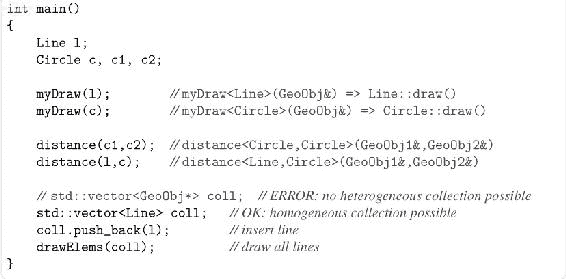 int main()
{
Line l;
Circle c, c1, c2;
myDraw(l); //myDraw<Line>(GeoObj&) => Line::draw()
myDraw(c); //myDraw<Circle>(GeoObj&) => Circle::draw()
distance(c1,c2); //distance<Circle,Circle>(GeoObj1&,GeoObj2&)
distance(l,c); //distance<Line,Circle>(GeoObj1&,GeoObj2&)
// std::vector<GeoObj*> coll; // ERROR: no heterogeneous collection possible
std::vector<Line> coll; // OK: homogeneous collection possible
coll.push_back(l); // insert line
drawElems(coll); // draw all lines
}